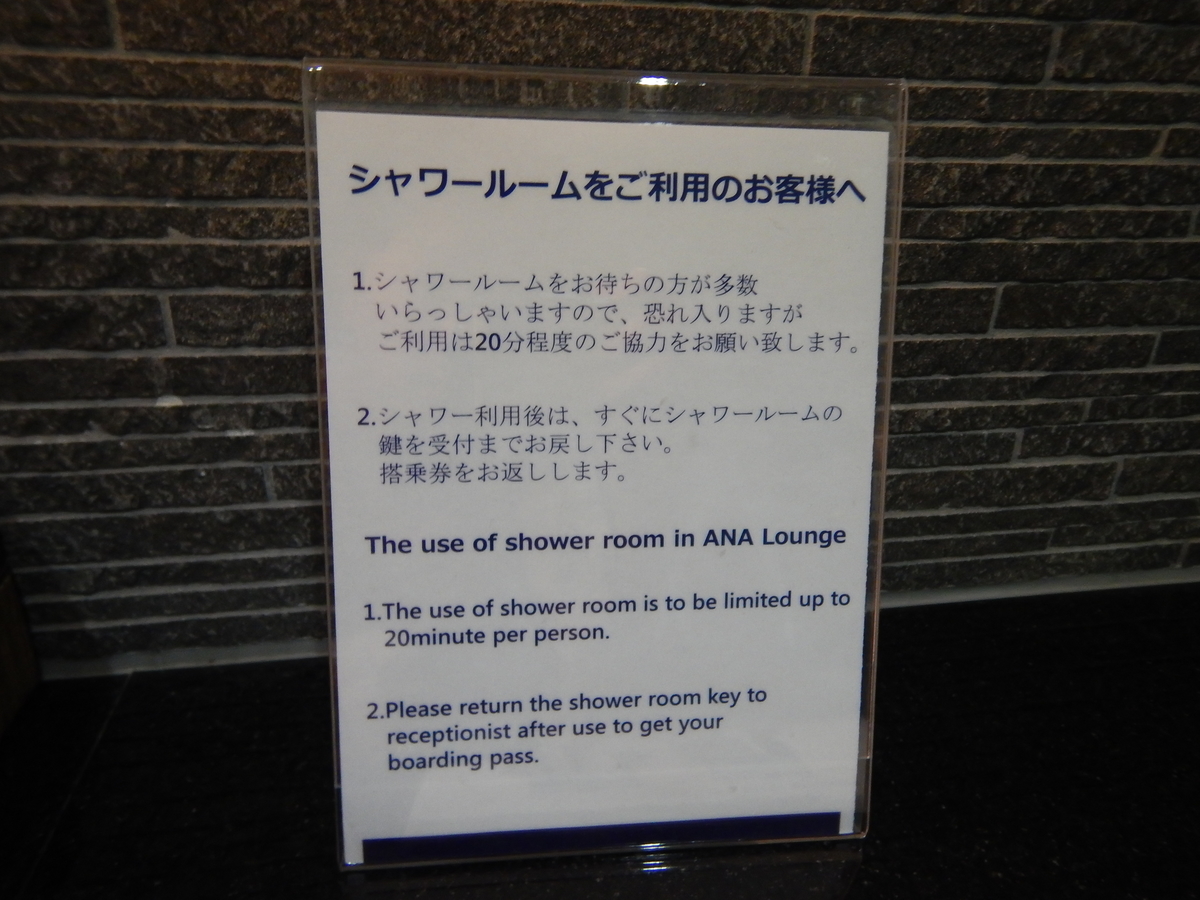 シャワールームをご利用のお客様へ
1.シャワールームをお待ちの方が多数
いらっしゃいますので、恐れ入りますが
ご利用は20分程度のご協力をお願い致します。
2.シャワー利用後は、すぐにシャワールームの
鍵を受付までお戻し下さい。
搭乗券をお返しします。
The use of shower room in ANA Lounge
1.The use of shower room is to be limited up to
20minute per person.
2.Please return the shower room key to
receptionist after use to get your
boarding pass.